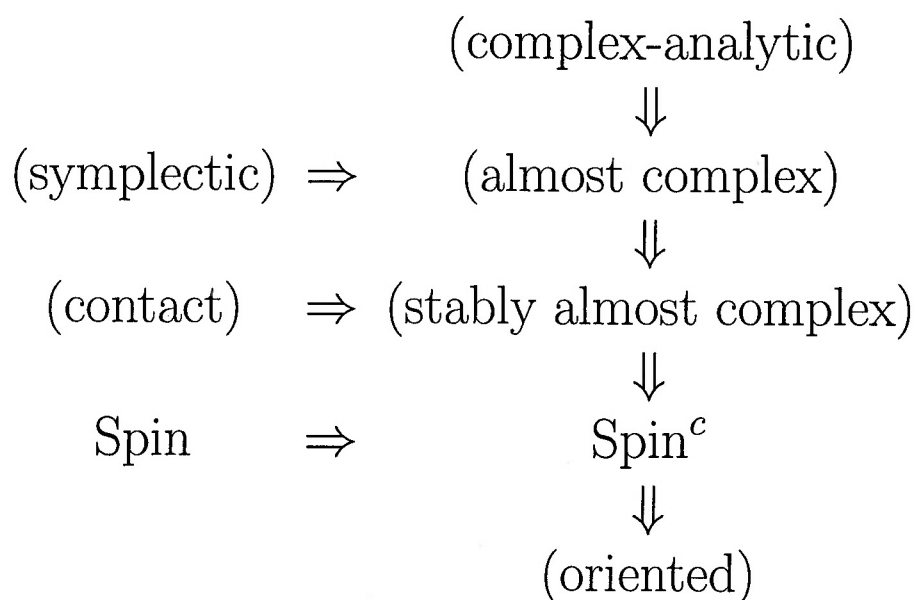 (complex-analytic)
⇓
(symplectic) ⇒ (almost complex)
⇓
(contact) ⇒ (stably almost complex)
⇓
Spin ⇒ Spin^c
⇓
(oriented)